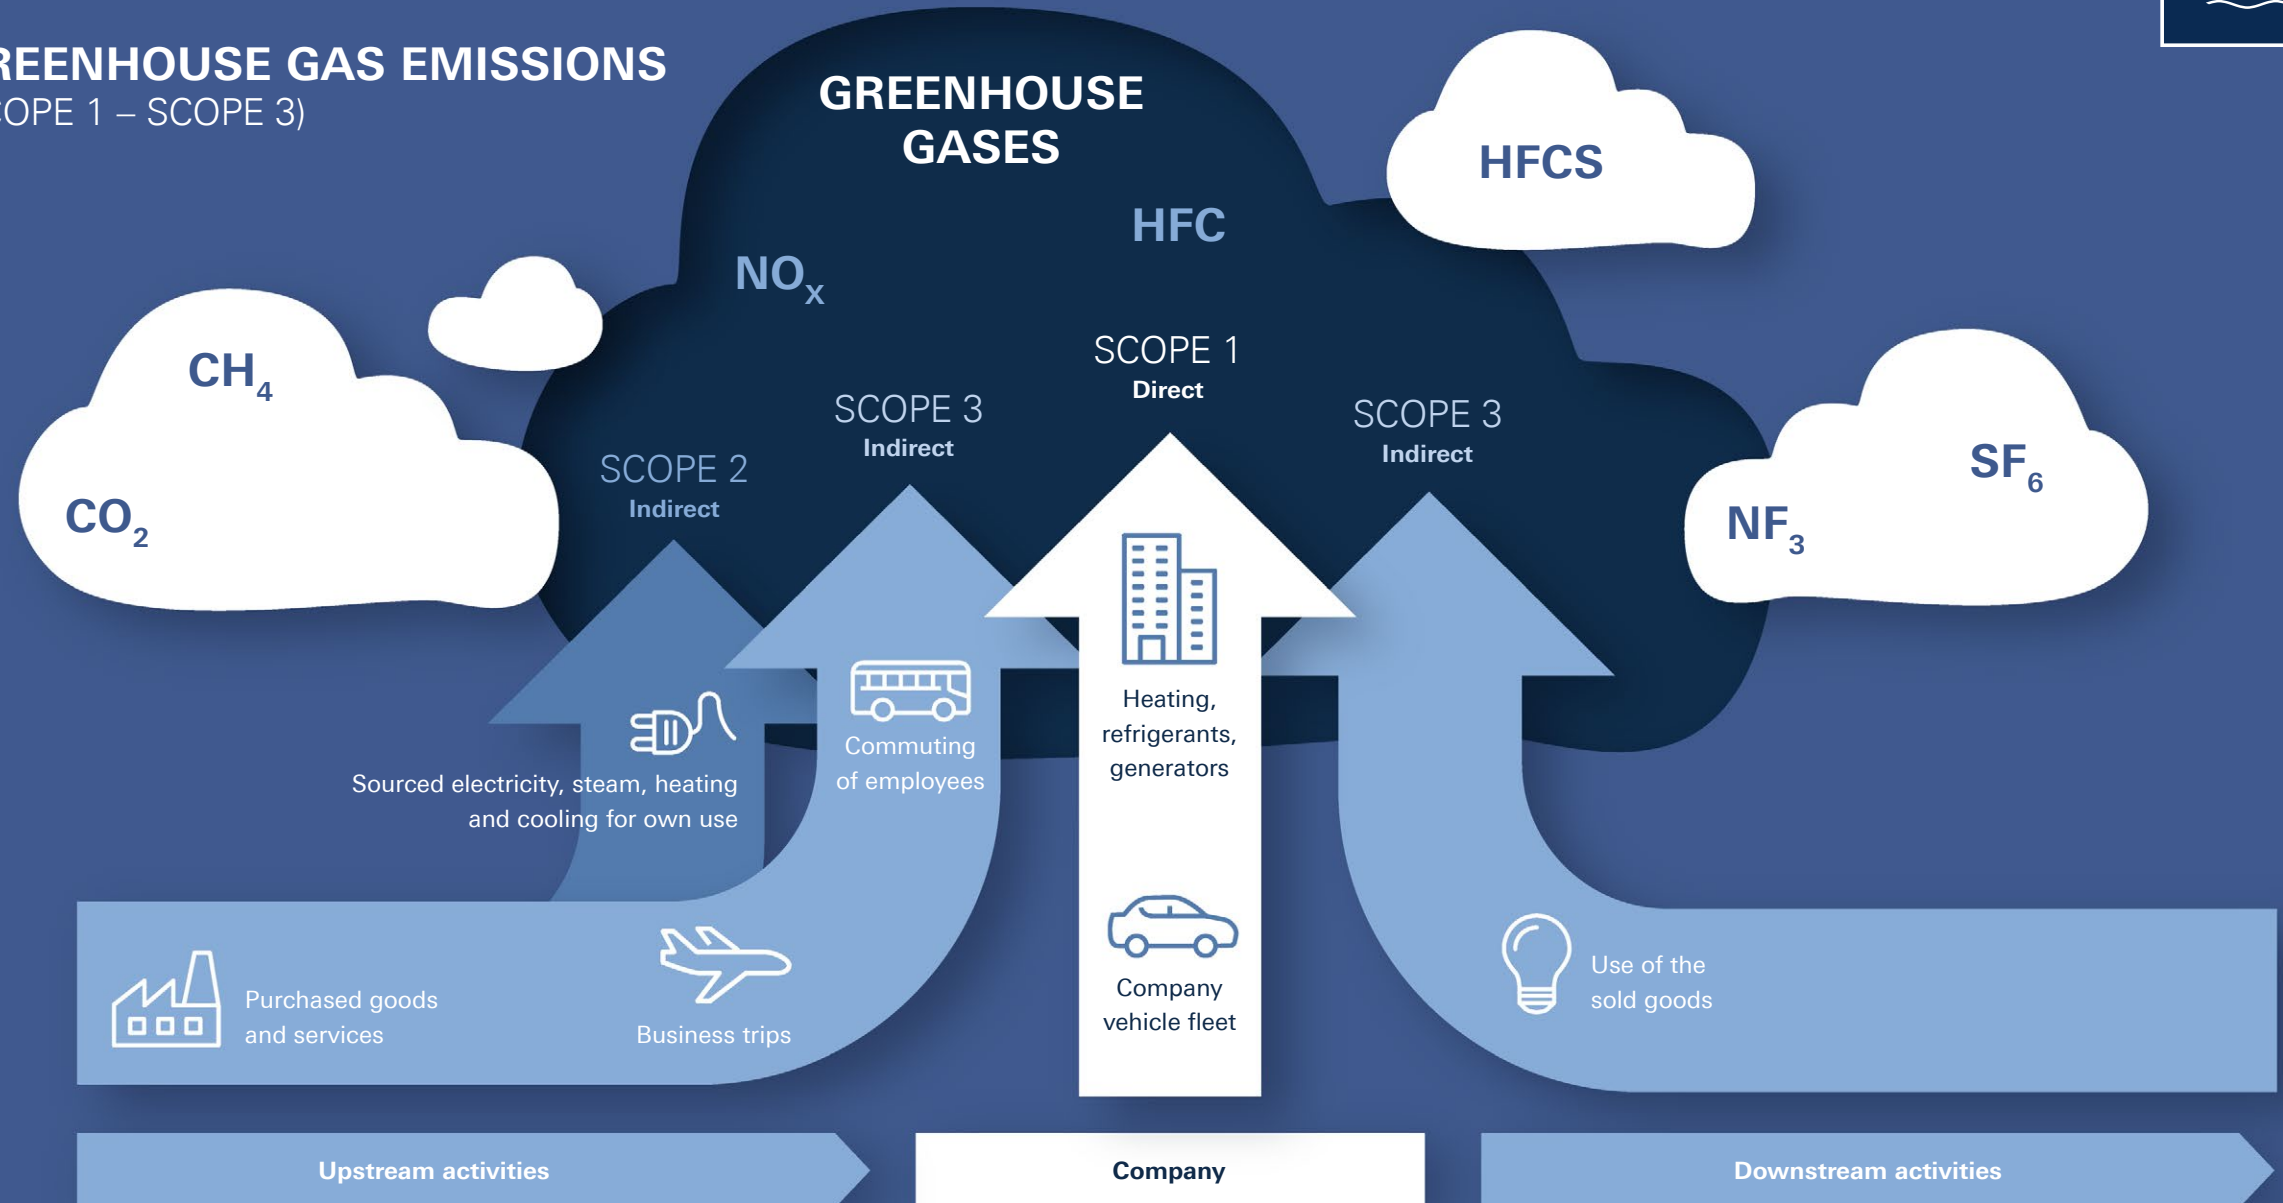 REENHOUSE GAS EMISSIONS
COPE 1 – SCOPE 3)
GREENHOUSE
GASES
HFCS
HFC
NOₓ
CH₄
CO₂
SF₆
NF₃
SCOPE 2
Indirect
SCOPE 3
Indirect
SCOPE 1
Direct
SCOPE 3
Indirect
Sourced electricity, steam, heating
and cooling for own use
Commuting
of employees
Heating,
refrigerants,
generators
Purchased goods
and services
Business trips
Company
vehicle fleet
Use of the
sold goods
Upstream activities
Company
Downstream activities